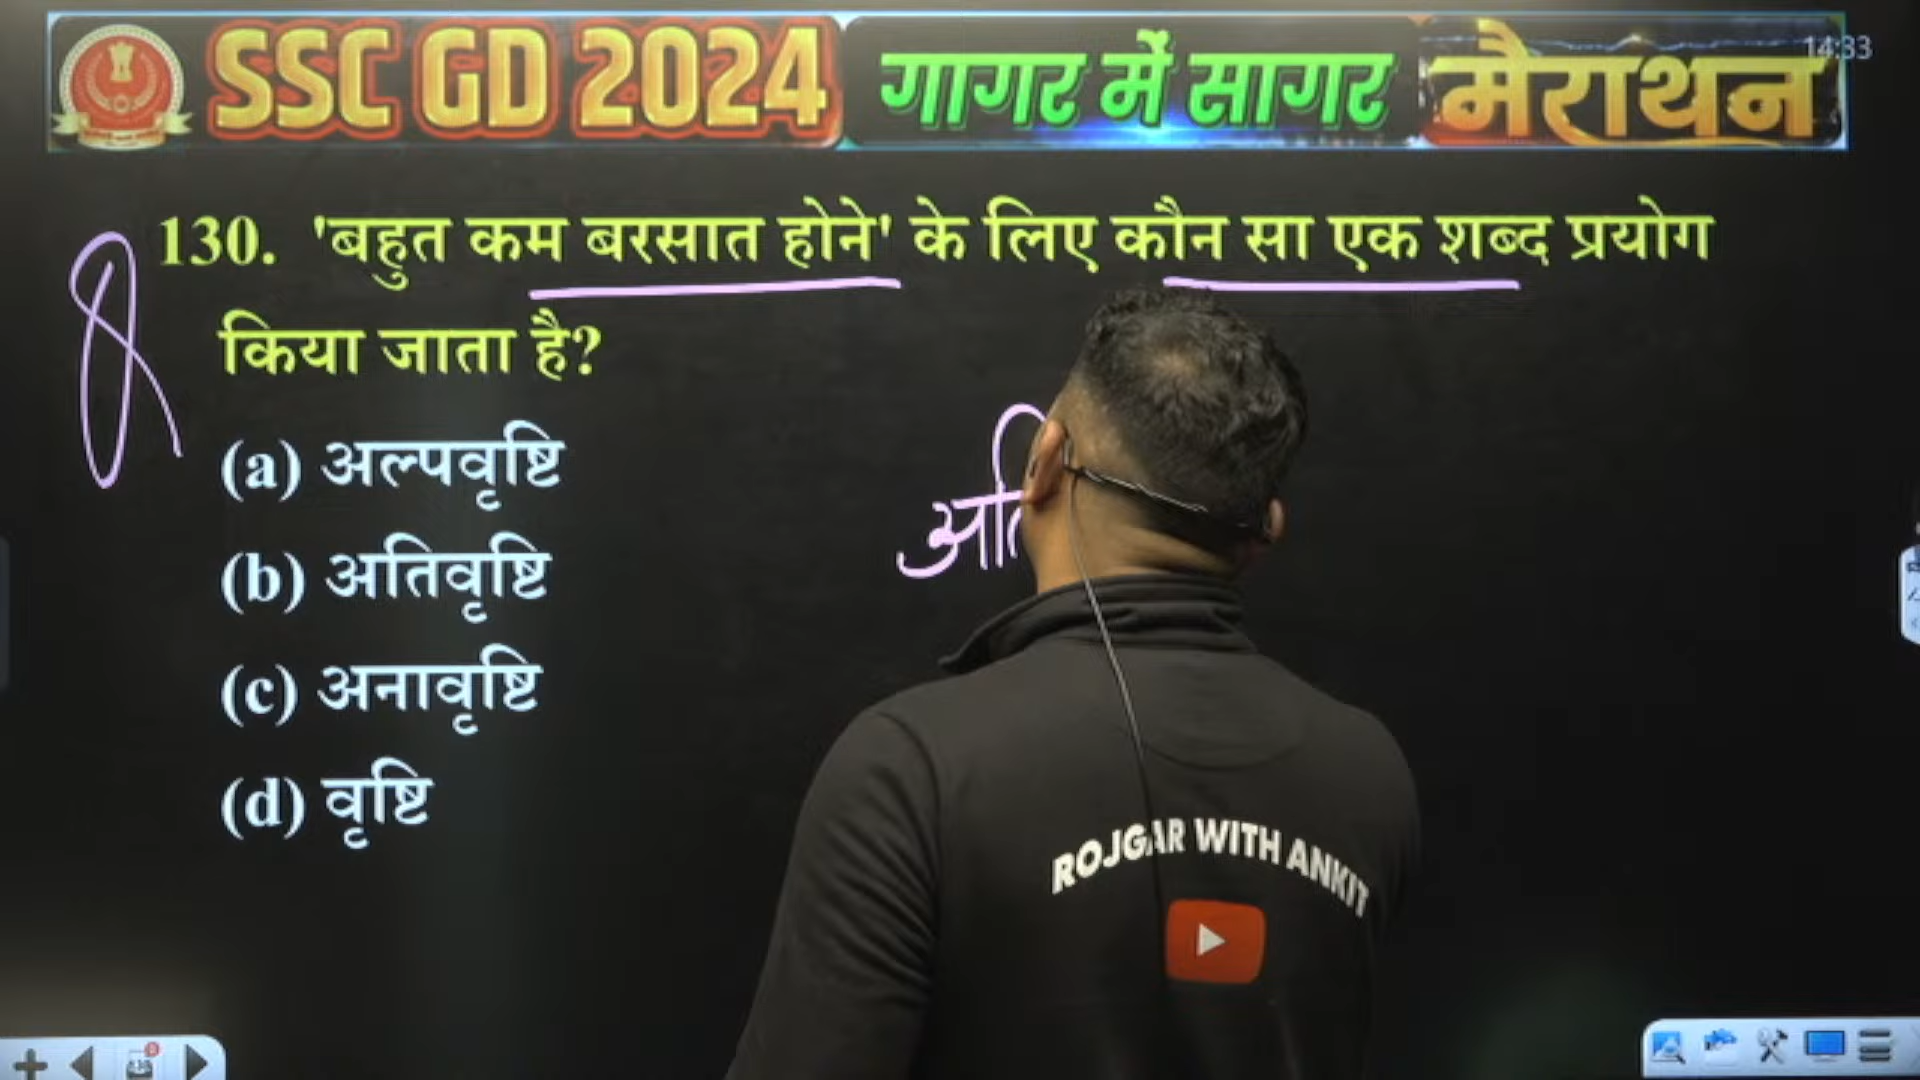 SSC GD 2024 गागर में सागर मैराथन
14:33
130. 'बहुत कम बरसात होने' के लिए कौन सा एक शब्द प्रयोग
किया जाता है?
(a) अल्पवृष्टि
(b) अतिवृष्टि
(c) अनावृष्टि
(d) वृष्टि
अति
ROJGAR WITH ANKIT